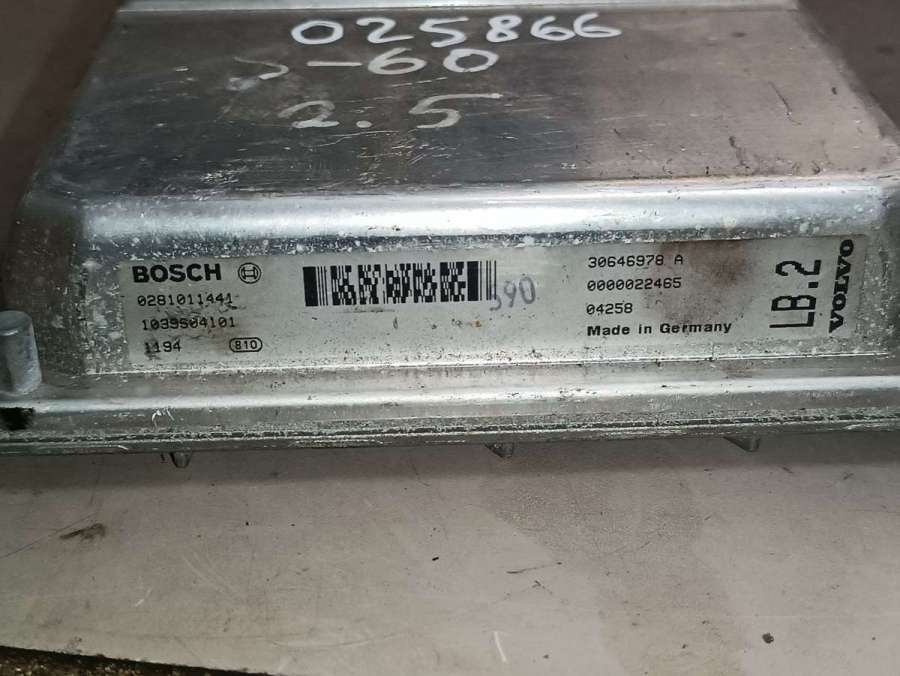 025866
S-60
2.5
BOSCH
0281011441
1039S04101
1194 810
390
30646978 A
0000022465
04258
Made in Germany
LB.2
VOLVO